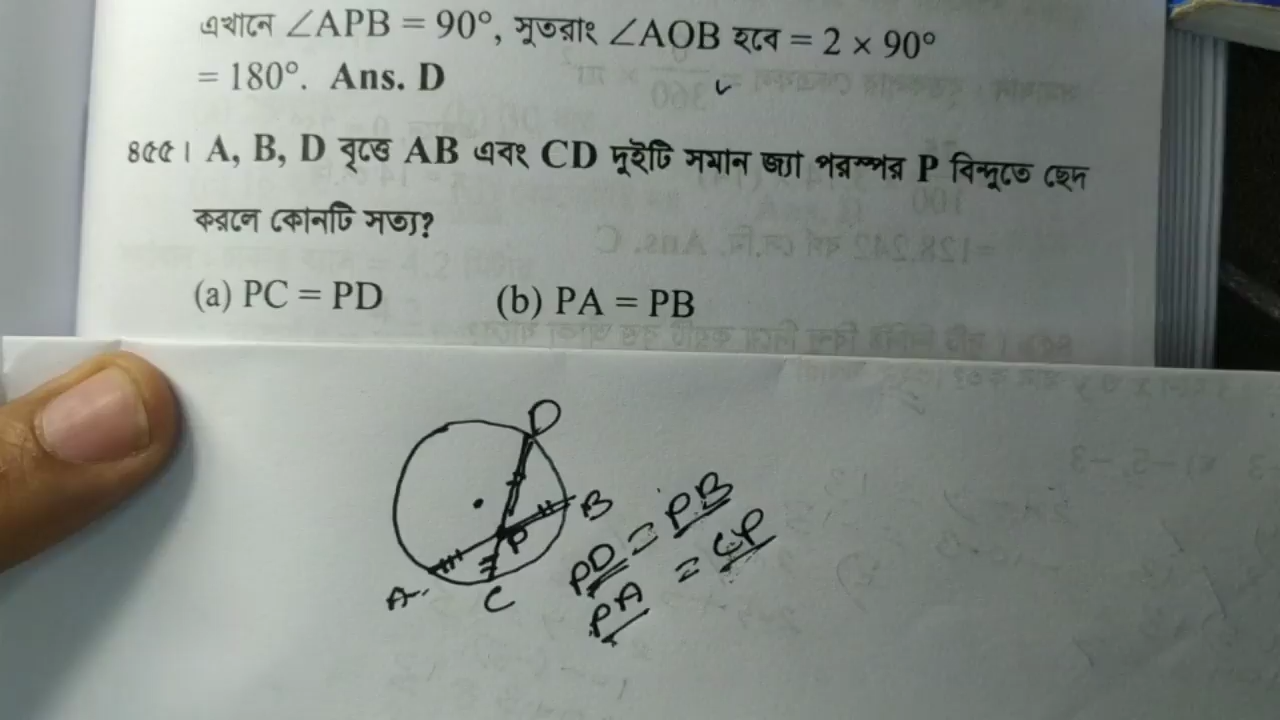 এখানে ∠APB = 90°, সুতরাং ∠AOB হবে = 2 × 90°
= 180°. Ans. D
৪৫৫। A, B, D বৃত্তে AB এবং CD দুইটি সমান জ্যা পরস্পর P বিন্দুতে ছেদ
করলে কোনটি সত্য?
(a) PC = PD (b) PA = PB
D
B
P
A
C
PD = PB
PA = CP